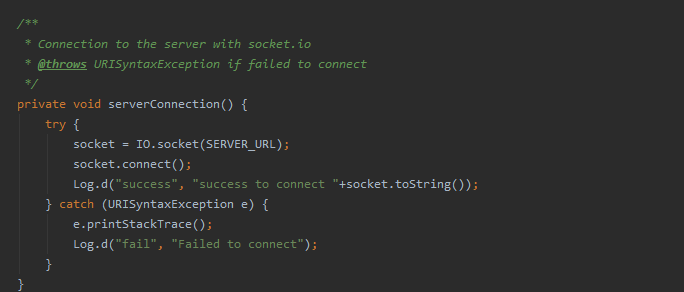 /**
 * Connection to the server with socket.io
 * @throws URISyntaxException if failed to connect
 */
private void serverConnection() {
    try {
        socket = IO.socket(SERVER_URL);
        socket.connect();
        Log.d("success", "success to connect "+socket.toString());
    } catch (URISyntaxException e) {
        e.printStackTrace();
        Log.d("fail", "Failed to connect");
    }
}